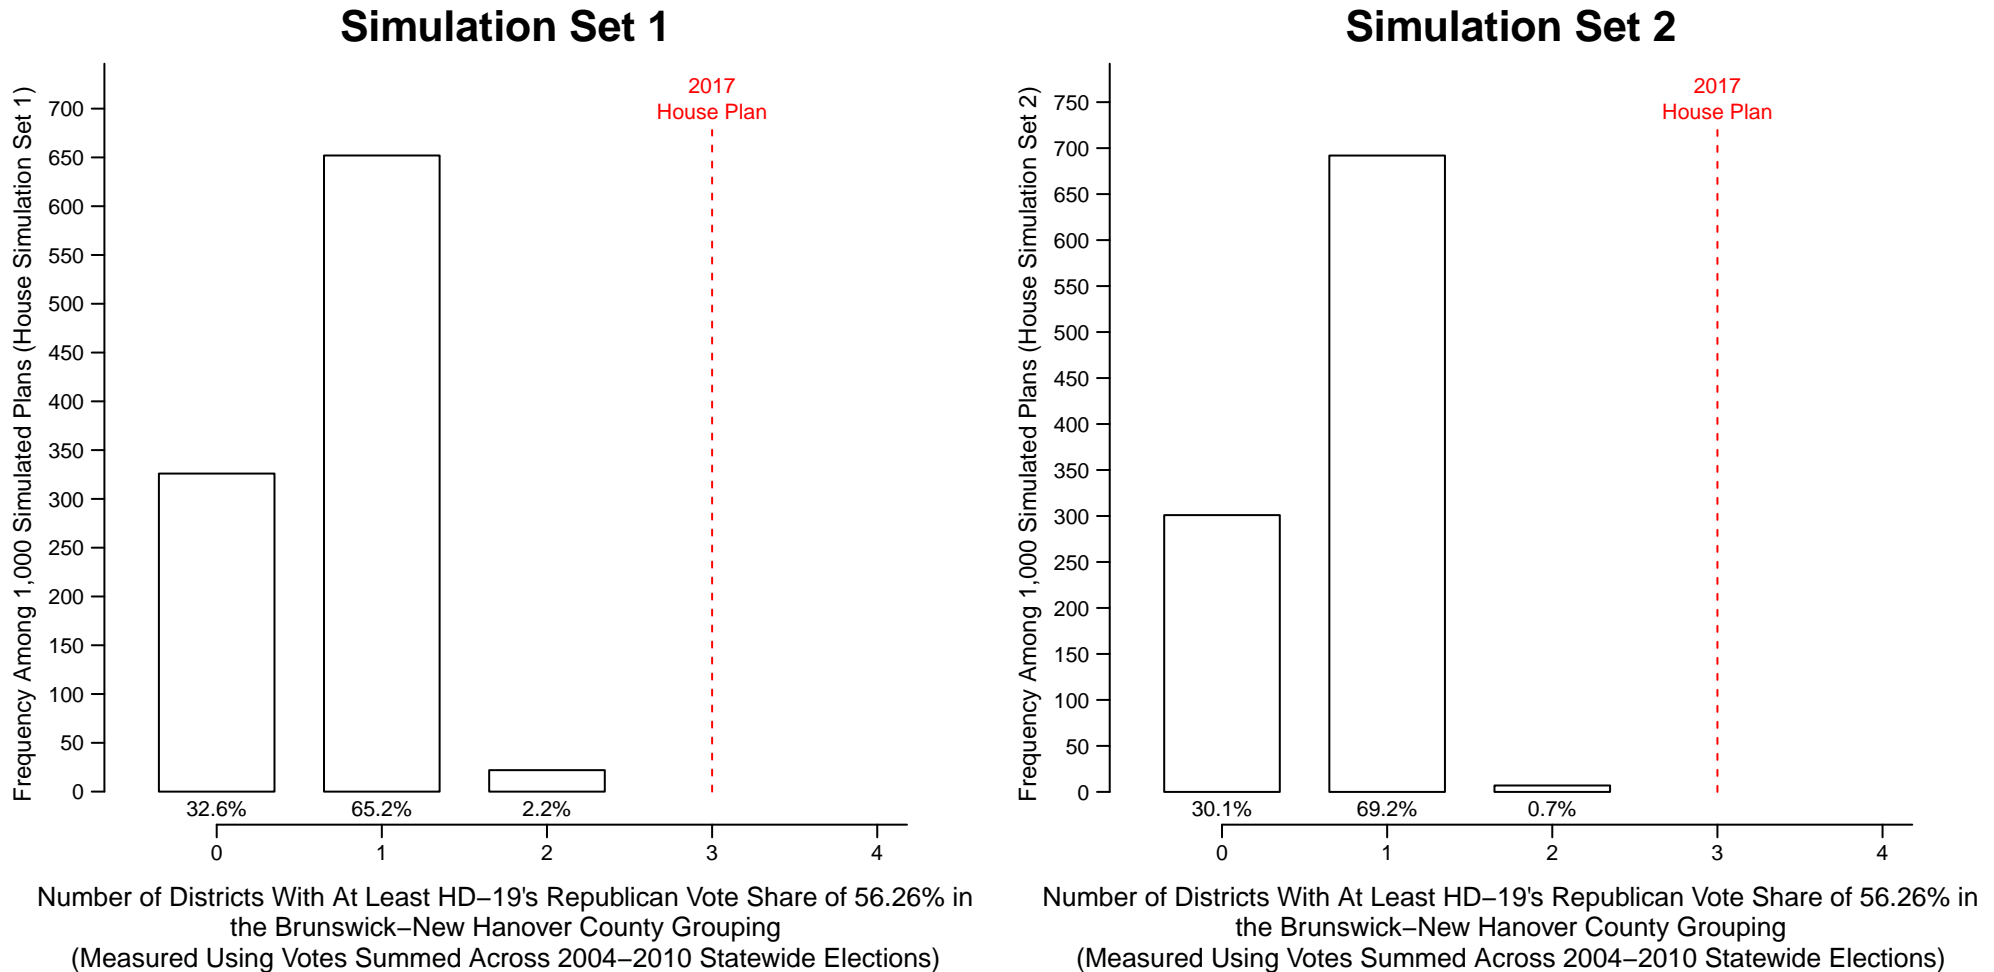 Simulation Set 1
Frequency Among 1,000 Simulated Plans (House Simulation Set 1)
700
650
600
550
500
450
400
350
300
250
200
150
100
50
0
2017
House Plan
32.6% 65.2% 2.2%
0 1 2 3 4
Number of Districts With At Least HD−19's Republican Vote Share of 56.26% in
the Brunswick−New Hanover County Grouping
(Measured Using Votes Summed Across 2004−2010 Statewide Elections)
Simulation Set 2
Frequency Among 1,000 Simulated Plans (House Simulation Set 2)
750
700
650
600
550
500
450
400
350
300
250
200
150
100
50
0
2017
House Plan
30.1% 69.2% 0.7%
0 1 2 3 4
Number of Districts With At Least HD−19's Republican Vote Share of 56.26% in
the Brunswick−New Hanover County Grouping
(Measured Using Votes Summed Across 2004−2010 Statewide Elections)